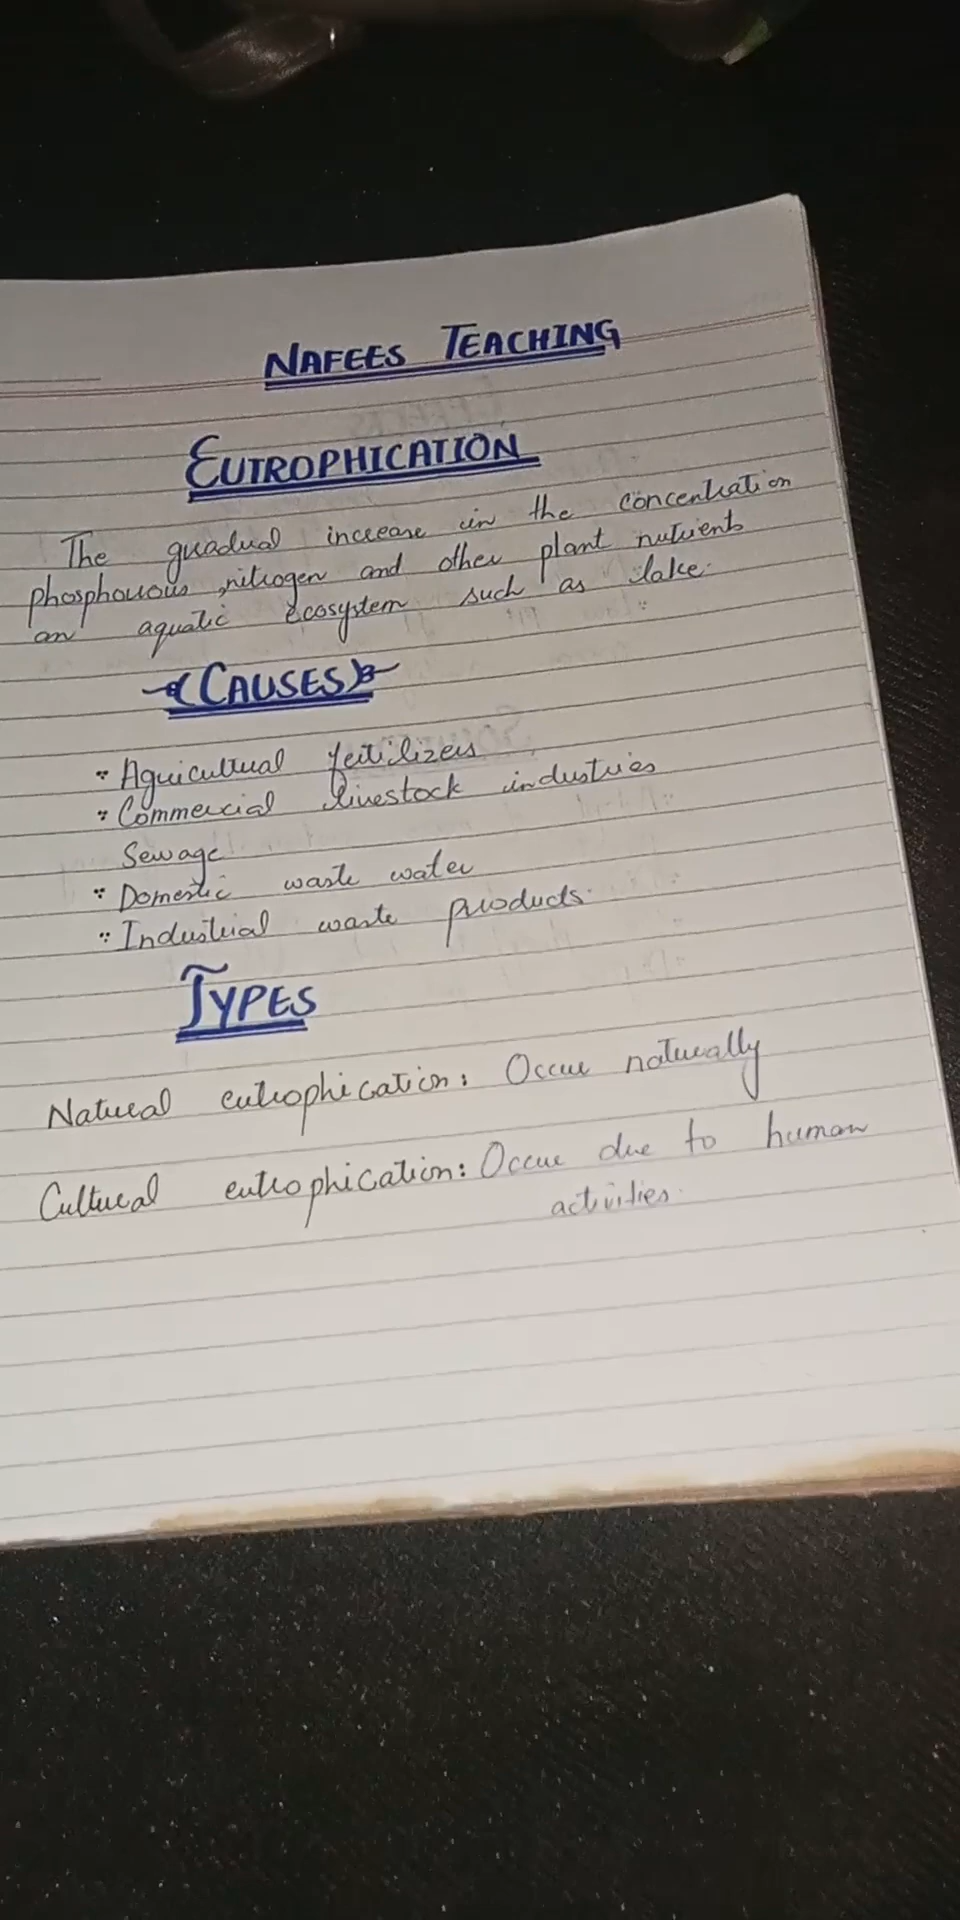 NAFEES TEACHING
EUTROPHICATION
The gradual increase in the concentration
phosphorous, nitrogen and other plant nutrients
an aquatic ecosystem such as lake.
CAUSES
Agricultural fertilizers
Commercial livestock industries
Sewage
Domestic waste water
Industrial waste products.
TYPES
Natural eutrophication: Occur naturally
Cultural eutrophication: Occur due to human
activities.